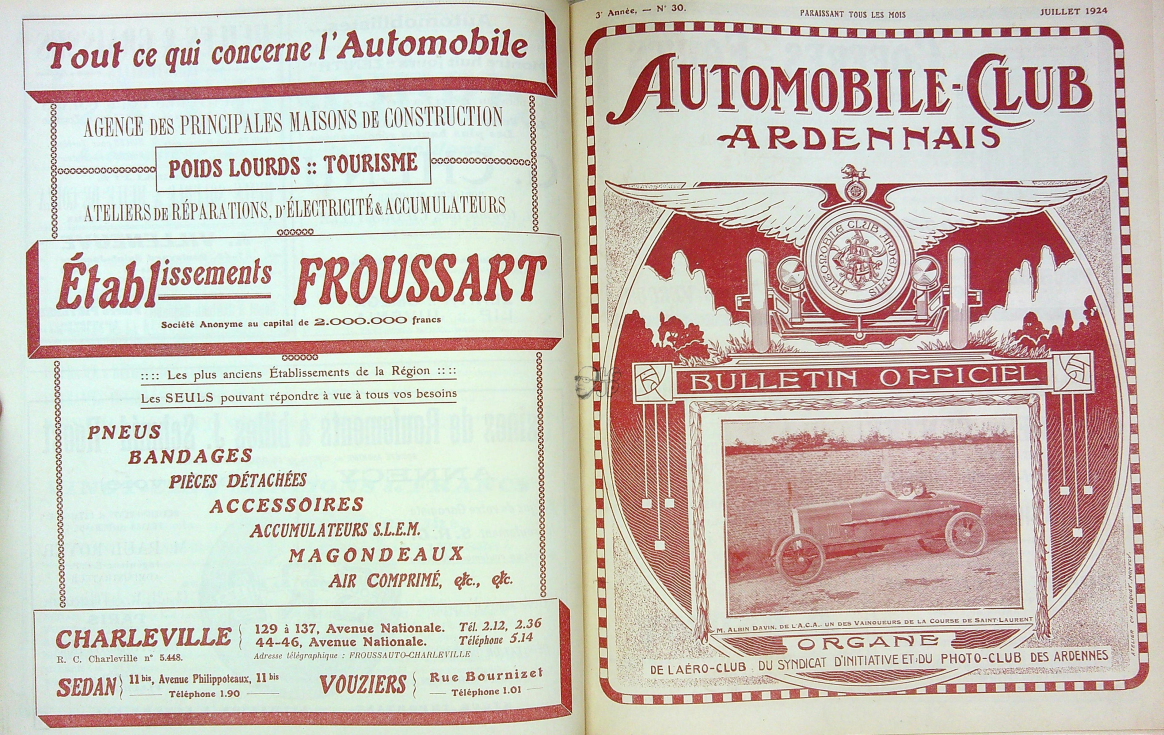 Tout ce qui concerne l'Automobile
AGENCE DES PRINCIPALES MAISONS DE CONSTRUCTION
POIDS LOURDS :: TOURISME
ATELIERS DE RÉPARATIONS, D'ÉLECTRICITÉ & ACCUMULATEURS
Établissements FROUSSART
Société Anonyme au capital de 2.000.000 francs
:::: Les plus anciens Établissements de la Région ::::
Les SEULS pouvant répondre à vue à tous vos besoins
PNEUS
BANDAGES
PIÈCES DÉTACHÉES
ACCESSOIRES
ACCUMULATEURS S.L.E.M.
MAGONDEAUX
AIR COMPRIMÉ, etc., etc.
CHARLEVILLE
R. C. Charleville n° 5.448.
129 à 137, Avenue Nationale. Tél. 2.12, 2.36
44-46, Avenue Nationale. Téléphone 5.14
Adresse télégraphique : FROUSSAUTO-CHARLEVILLE
SEDAN
11 bis, Avenue Philippoteaux, 11 bis
Téléphone 1.90
VOUZIERS
Rue Bournizet
Téléphone 1.01
3e Année, — N° 30.
PARAISSANT TOUS LES MOIS
JUILLET 1924
AUTOMOBILE-CLUB
ARDENNAIS
AUTOMOBILE CLUB ARDENNAIS
BULLETIN OFFICIEL
M. ALBIN DAVIN, DE L'A.C.A., UN DES VAINQUEURS DE LA COURSE DE SAINT-LAURENT
ORGANE
DE L'AÉRO-CLUB, DU SYNDICAT D'INITIATIVE ET DU PHOTO-CLUB DES ARDENNES